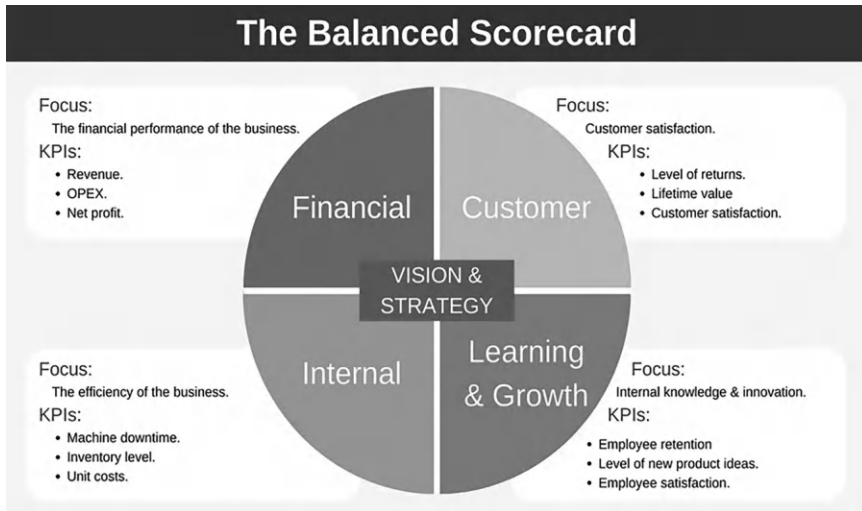 The Balanced Scorecard
Focus:
The financial performance of the business.
KPIs:
• Revenue.
• OPEX.
• Net profit.
Financial
Customer
Focus:
Customer satisfaction.
KPIs:
• Level of returns.
• Lifetime value
• Customer satisfaction.
VISION &
STRATEGY
Focus:
The efficiency of the business.
KPIs:
• Machine downtime.
• Inventory level.
• Unit costs.
Internal
Learning
& Growth
Focus:
Internal knowledge & innovation.
KPIs:
• Employee retention
• Level of new product ideas.
• Employee satisfaction.